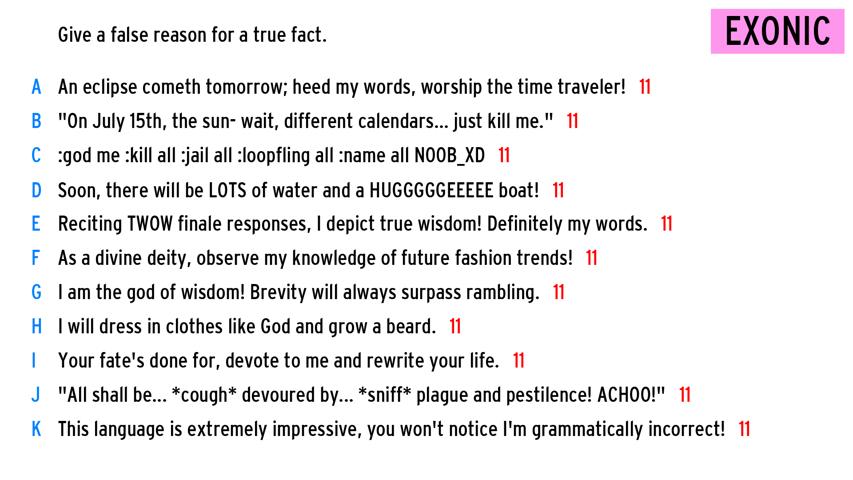 Give a false reason for a true fact.
EXONIC
A An eclipse cometh tomorrow; heed my words, worship the time traveler! 11
B "On July 15th, the sun- wait, different calendars... just kill me." 11
C :god me :kill all :jail all :loopfling all :name all N00B_XD 11
D Soon, there will be LOTS of water and a HUGGGGGEEEEE boat! 11
E Reciting TWOW finale responses, I depict true wisdom! Definitely my words. 11
F As a divine deity, observe my knowledge of future fashion trends! 11
G I am the god of wisdom! Brevity will always surpass rambling. 11
H I will dress in clothes like God and grow a beard. 11
I Your fate's done for, devote to me and rewrite your life. 11
J "All shall be... *cough* devoured by... *sniff* plague and pestilence! ACHOO!" 11
K This language is extremely impressive, you won't notice I'm grammatically incorrect! 11